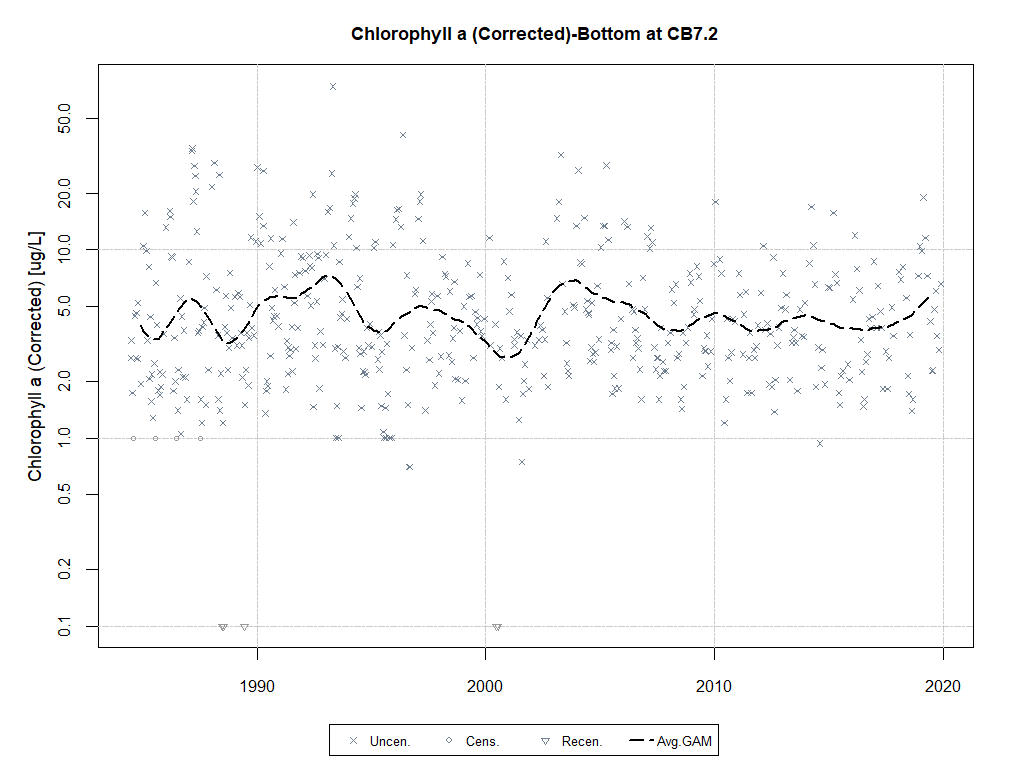 Chlorophyll a (Corrected)-Bottom at CB7.2
Chlorophyll a (Corrected) [ug/L]
50.0
20.0
10.0
5.0
2.0
1.0
0.5
0.2
0.1
1990 2000 2010 2020
Uncen. Cens. Recen. Avg.GAM